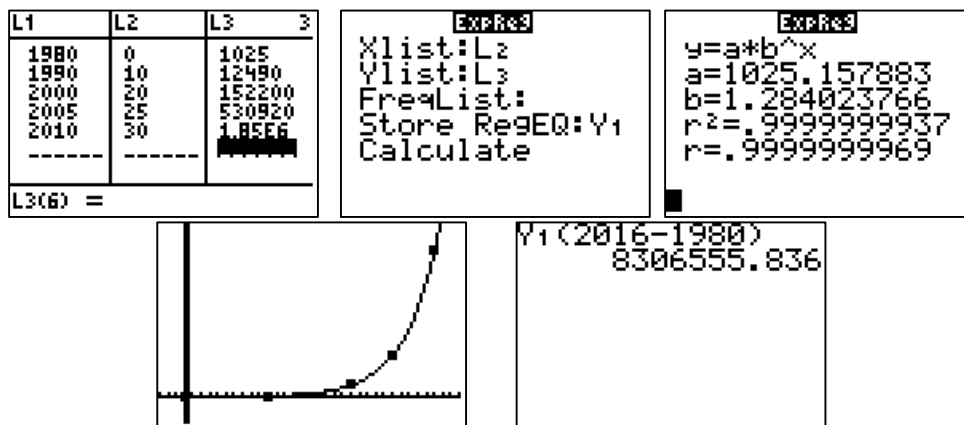 L1 L2 L3 3
1980 0 1025
1990 10 12490
2000 20 152200
2005 25 530920
2010 30 1.85E6
------ ------ ------
L3(6) =
ExpReg
Xlist:L2
Ylist:L3
FreqList:
Store RegEQ:Y1
Calculate
ExpReg
y=a*b^x
a=1025.157883
b=1.284023766
r²=.9999999937
r=.9999999969
Y1(2016-1980)
8306555.836